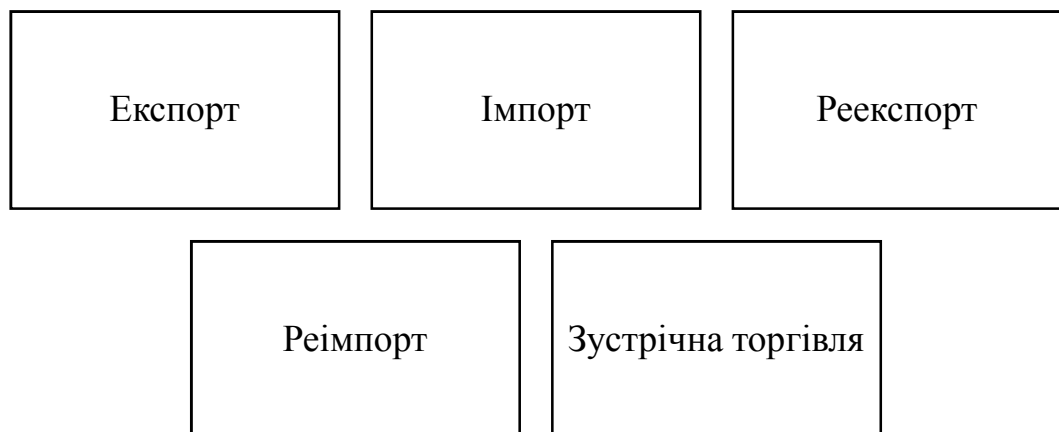 Експорт
Імпорт
Реекспорт
Реімпорт
Зустрічна торгівля